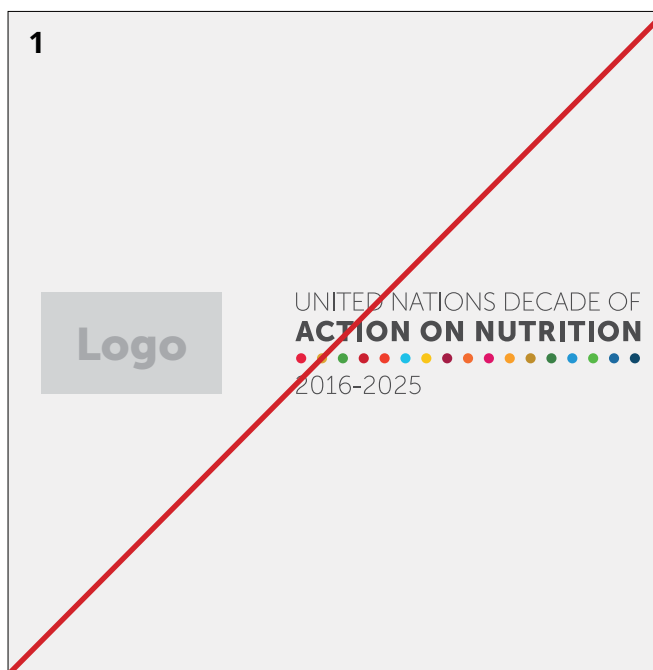 1
Logo
UNITED NATIONS DECADE OF
ACTION ON NUTRITION
2016-2025